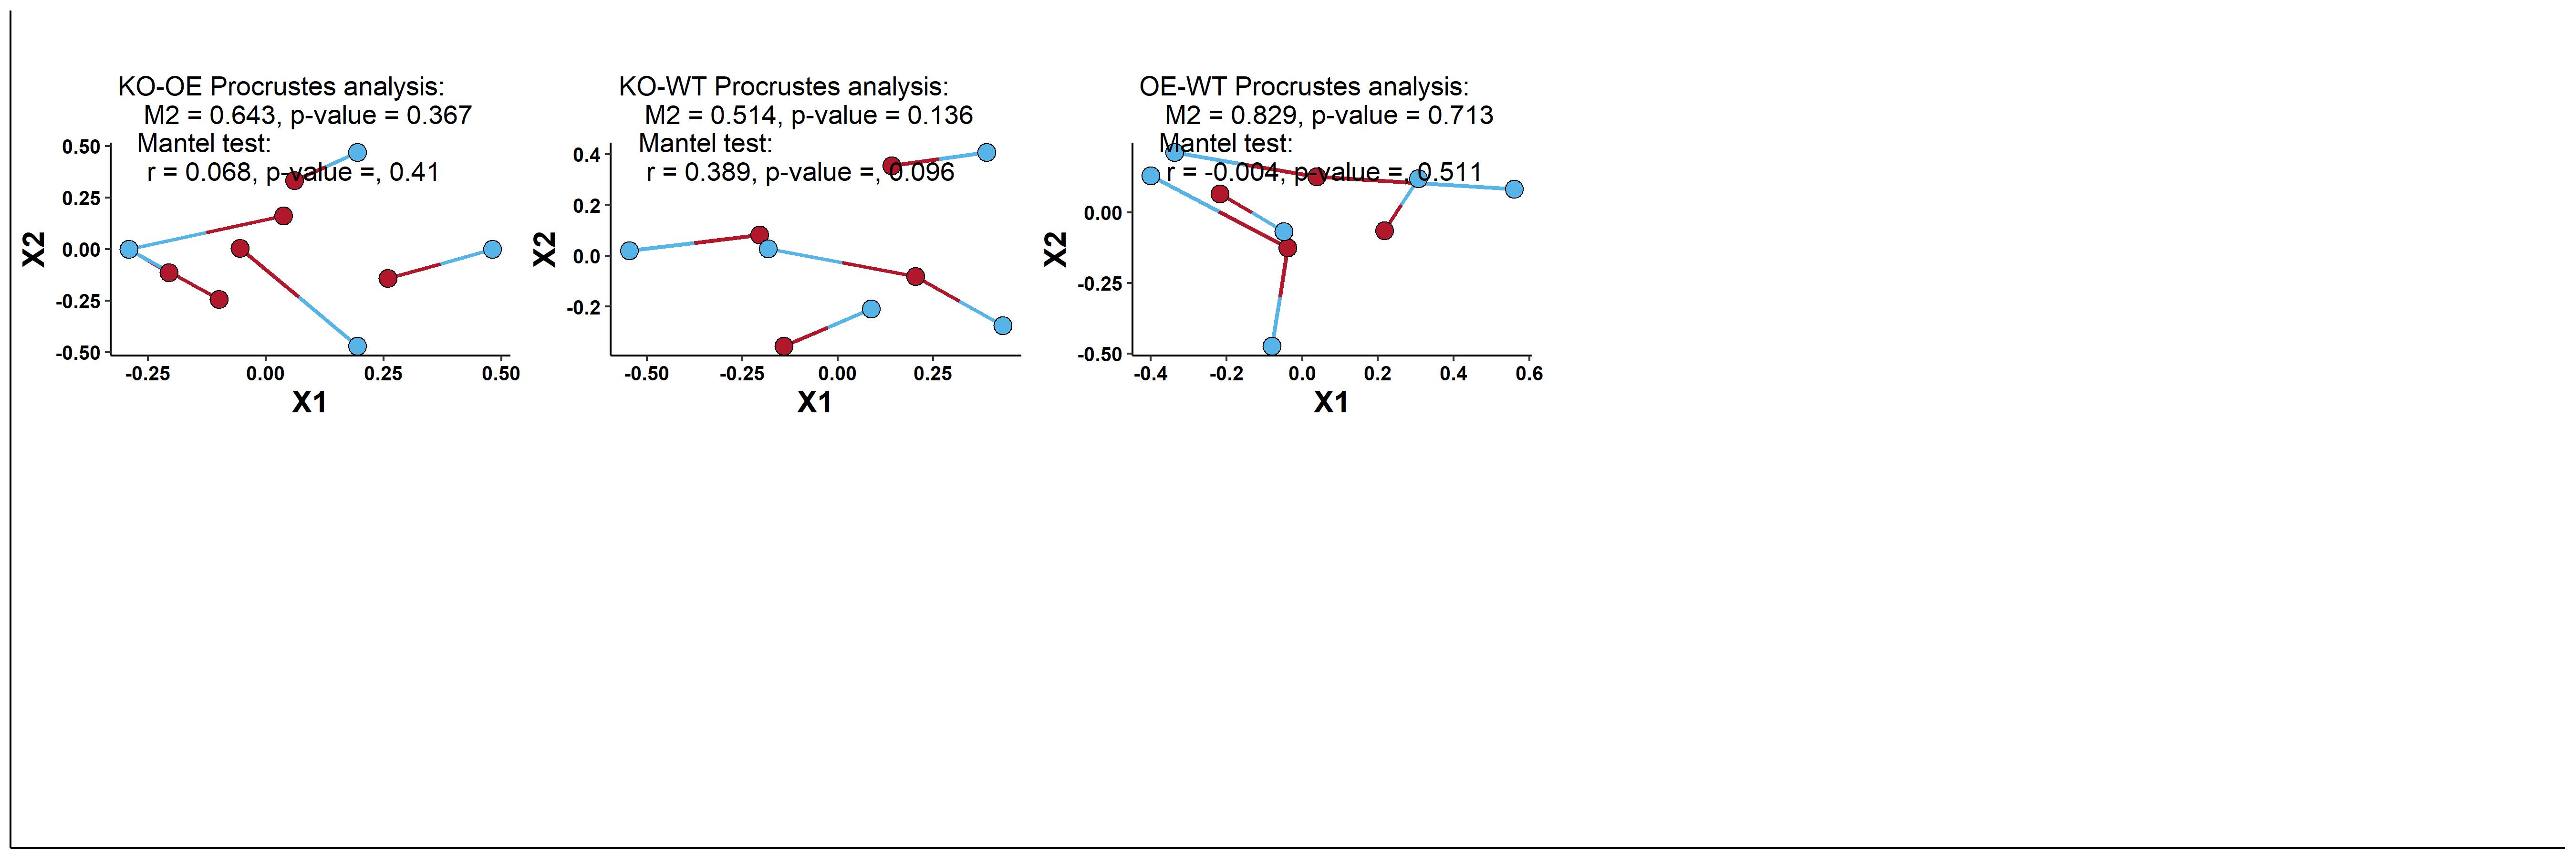 KO-OE Procrustes analysis:
M2 = 0.643, p-value = 0.367
Mantel test:
r = 0.068, p-value =, 0.41
0.50
0.25
0.00
-0.25
-0.50
X2
-0.25 0.00 0.25 0.50
X1
KO-WT Procrustes analysis:
M2 = 0.514, p-value = 0.136
Mantel test:
r = 0.389, p-value =, 0.096
0.4
0.2
0.0
-0.2
X2
-0.50 -0.25 0.00 0.25
X1
OE-WT Procrustes analysis:
M2 = 0.829, p-value = 0.713
Mantel test:
r = -0.004, p-value =, 0.511
0.00
-0.25
-0.50
X2
-0.4 -0.2 0.0 0.2 0.4 0.6
X1